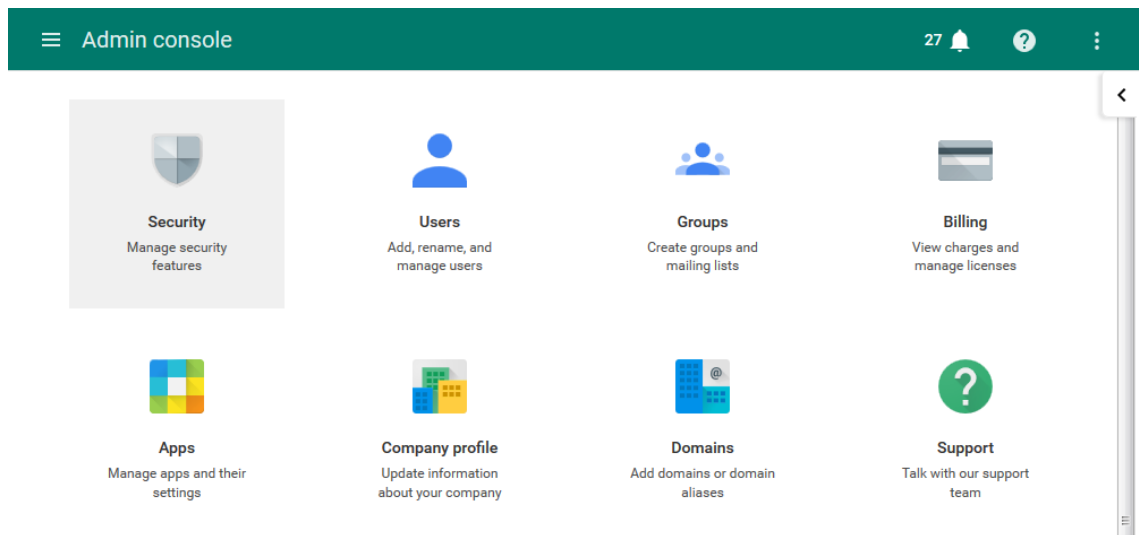 Admin console
27
Security
Manage security
features
Users
Add, rename, and
manage users
Groups
Create groups and
mailing lists
Billing
View charges and
manage licenses
Apps
Manage apps and their
settings
Company profile
Update information
about your company
@
Domains
Add domains or domain
aliases
?
Support
Talk with our support
team